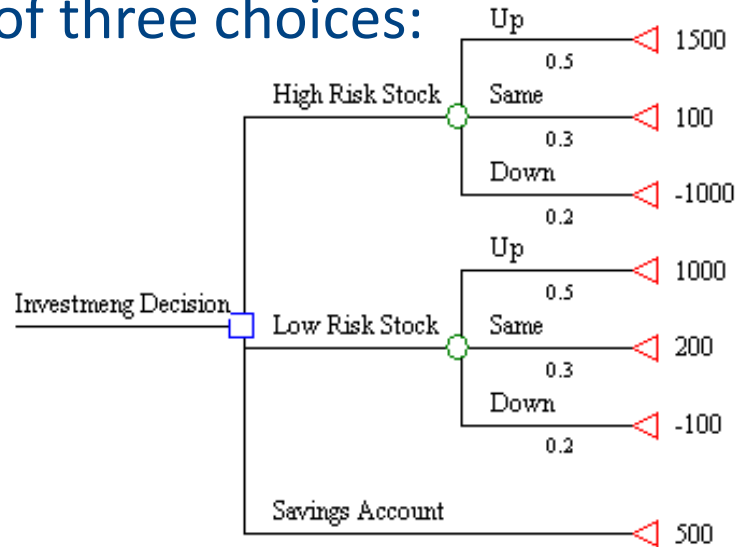 of three choices:
Up
1500
0.5
High Risk Stock
Same
100
0.3
Down
-1000
0.2
Up
1000
0.5
Investmeng Decision
Low Risk Stock
Same
200
0.3
Down
-100
0.2
Savings Account
500